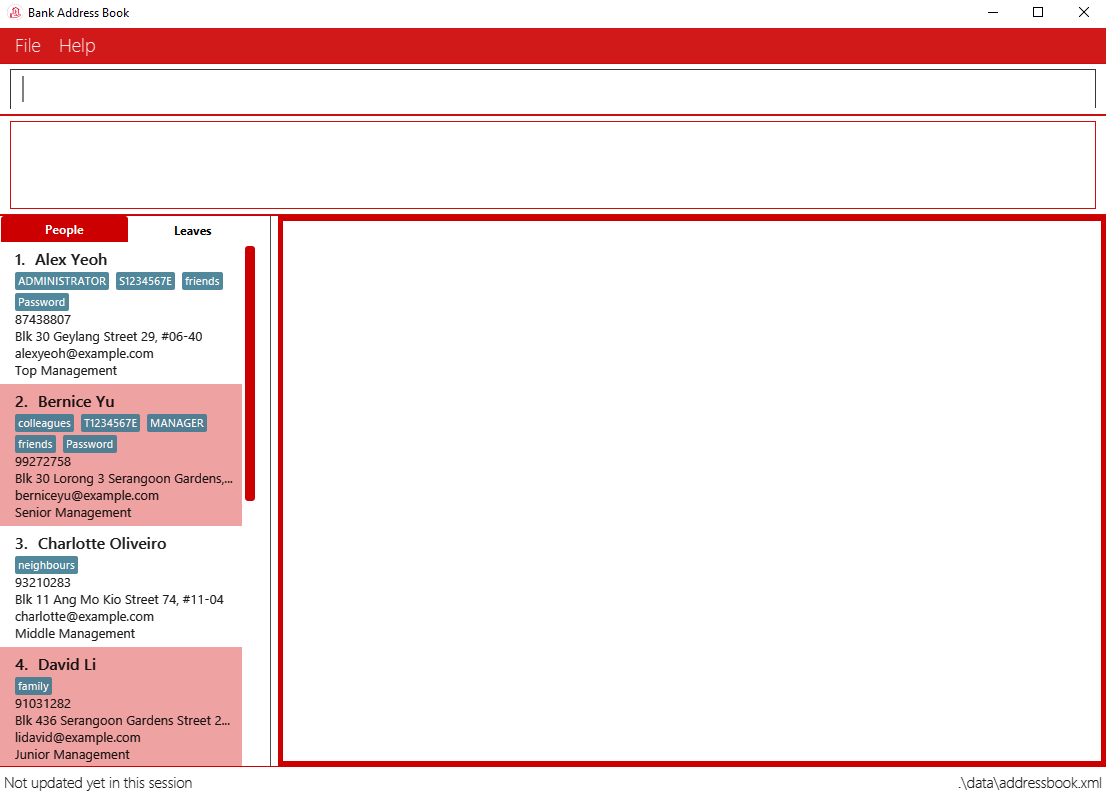 Bank Address Book
File Help
People Leaves
1. Alex Yeoh
ADMINISTRATOR S1234567E friends
Password
87438807
Blk 30 Geylang Street 29, #06-40
alexyeoh@example.com
Top Management
2. Bernice Yu
colleagues T1234567E MANAGER
friends Password
99272758
Blk 30 Lorong 3 Serangoon Gardens,...
berniceyu@example.com
Senior Management
3. Charlotte Oliveiro
neighbours
93210283
Blk 11 Ang Mo Kio Street 74, #11-04
charlotte@example.com
Middle Management
4. David Li
family
91031282
Blk 436 Serangoon Gardens Street 2...
lidavid@example.com
Junior Management
Not updated yet in this session .\data\addressbook.xml